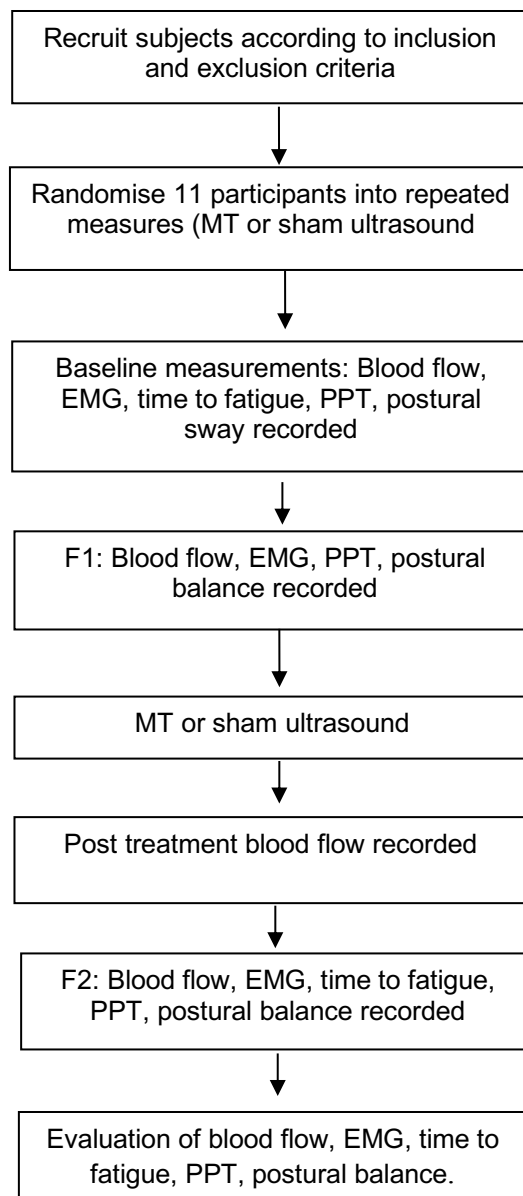 Recruit subjects according to inclusion
and exclusion criteria
Randomise 11 participants into repeated
measures (MT or sham ultrasound
Baseline measurements: Blood flow,
EMG, time to fatigue, PPT, postural
sway recorded
F1: Blood flow, EMG, PPT, postural
balance recorded
MT or sham ultrasound
Post treatment blood flow recorded
F2: Blood flow, EMG, time to fatigue,
PPT, postural balance recorded
Evaluation of blood flow, EMG, time to
fatigue, PPT, postural balance.